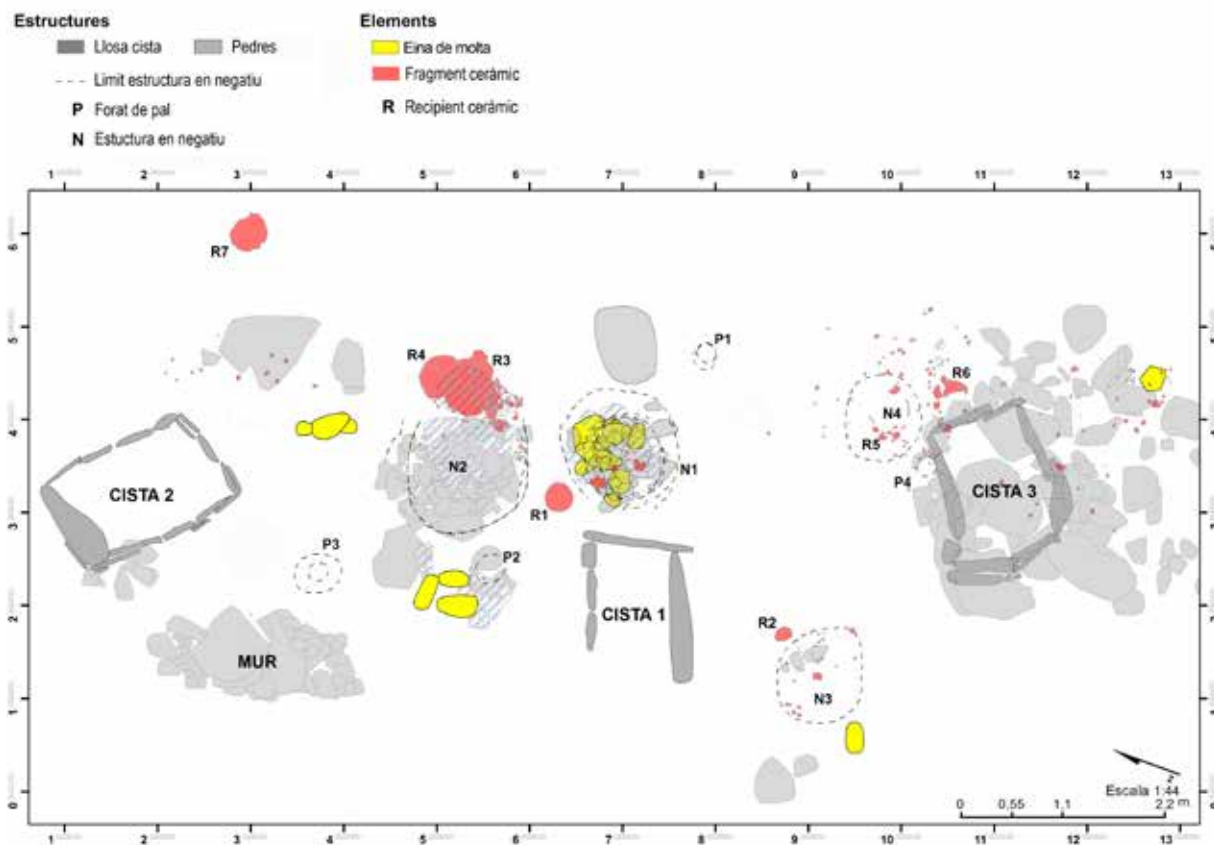 Estructures
Llosa cista
Pedres
Limit estructura en negatiu
P Forat de pal
N Estuctura en negatiu
Elements
Eina de molta
Fragment ceràmic
R Recipient ceràmic
1 2 3 4 5 6 7 8 9 10 11 12 13
6
R7
5
R4
R3
P1
R6
4
N4
R5
N2
N1
P4
CISTA 2
CISTA 3
R1
3
P3
P2
2
CISTA 1
R2
MUR
N3
1
0
Escala 1:44
0 0,55 1,1 2,2 m
1 2 3 4 5 6 7 8 9 10 11 12 13